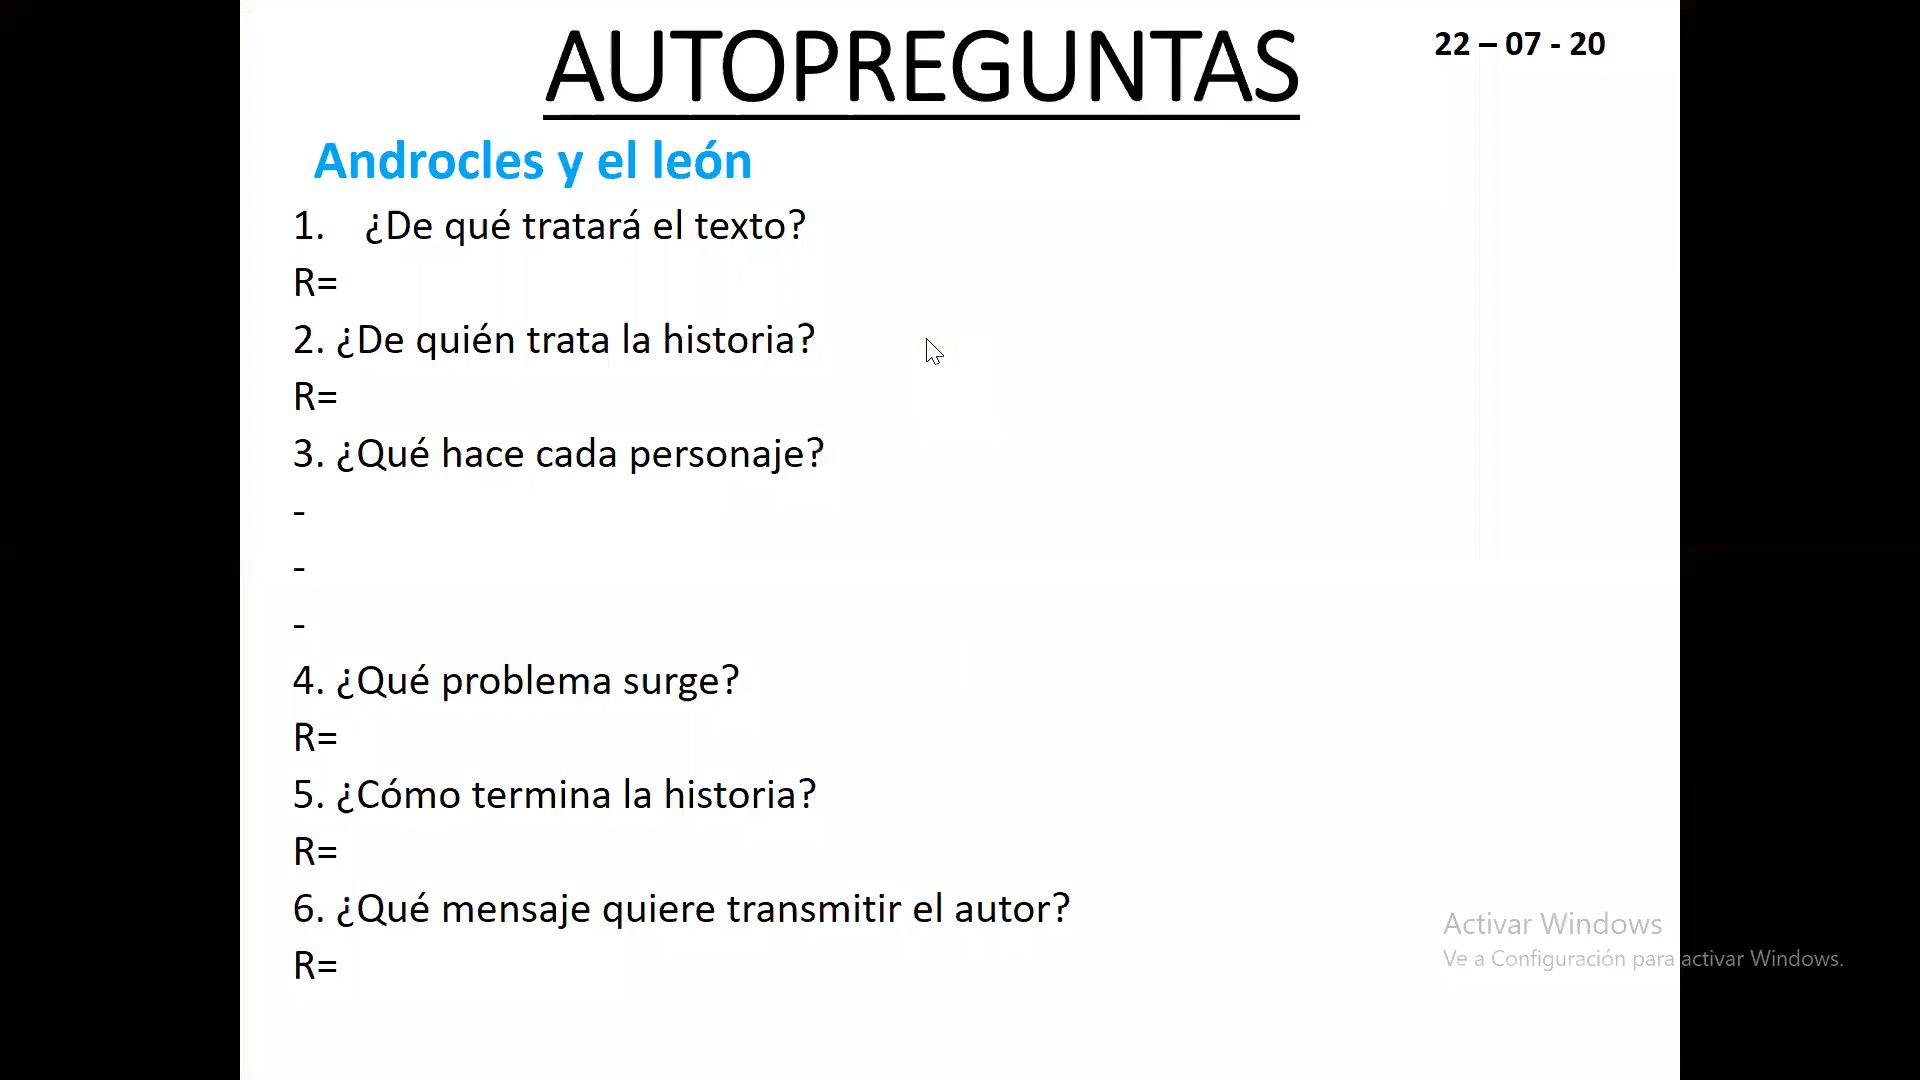 AUTOPREGUNTAS
22 – 07 - 20
Androcles y el león
1. ¿De qué tratará el texto?
R=
2. ¿De quién trata la historia?
R=
3. ¿Qué hace cada personaje?
-
-
-
4. ¿Qué problema surge?
R=
5. ¿Cómo termina la historia?
R=
6. ¿Qué mensaje quiere transmitir el autor?
R=
Activar Windows
Ve a Configuración para activar Windows.